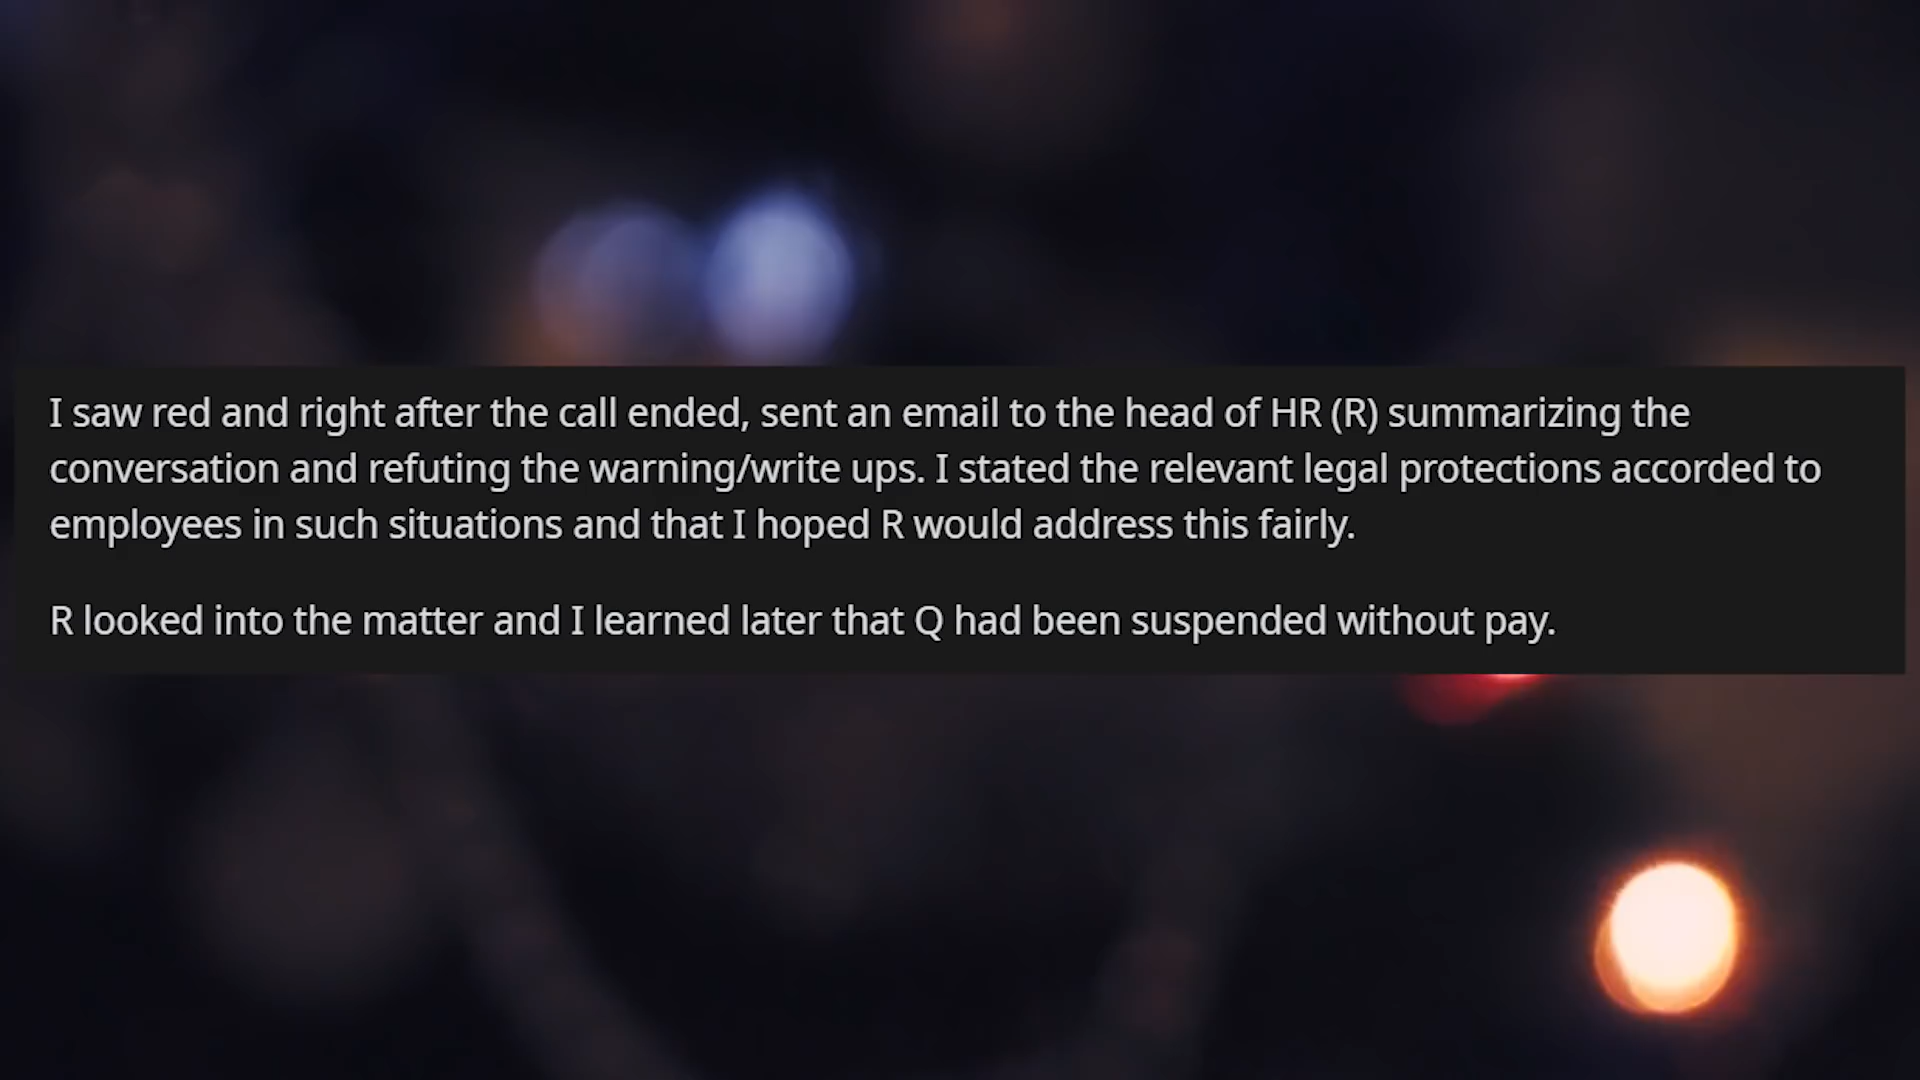 I saw red and right after the call ended, sent an email to the head of HR (R) summarizing the
conversation and refuting the warning/write ups. I stated the relevant legal protections accorded to
employees in such situations and that I hoped R would address this fairly.
R looked into the matter and I learned later that Q had been suspended without pay.